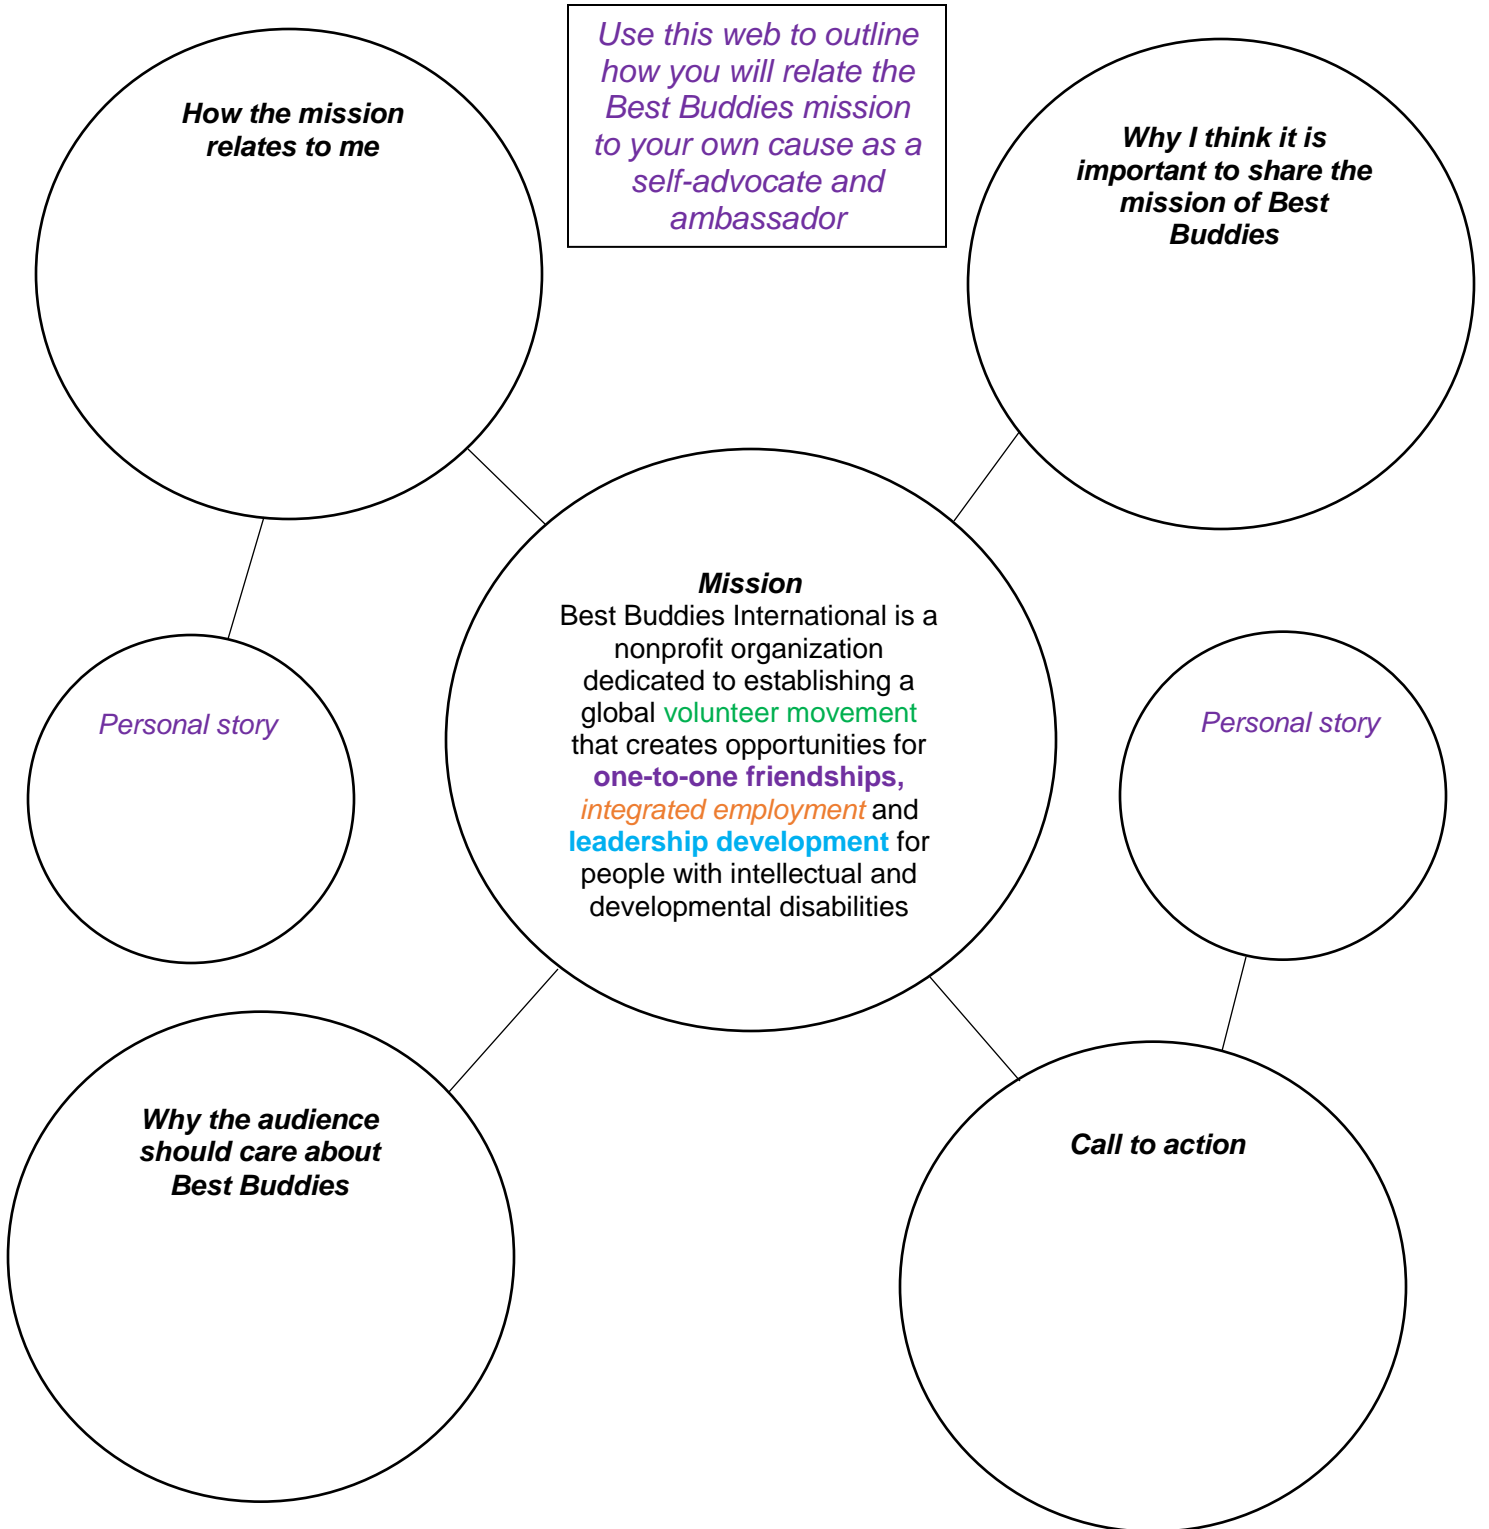 Use this web to outline
how you will relate the
Best Buddies mission
to your own cause as a
self-advocate and
ambassador
How the mission
relates to me
Why I think it is
important to share the
mission of Best
Buddies
Mission
Best Buddies International is a
nonprofit organization
dedicated to establishing a
global volunteer movement
that creates opportunities for
one-to-one friendships,
integrated employment and
leadership development for
people with intellectual and
developmental disabilities
Personal story
Personal story
Why the audience
should care about
Best Buddies
Call to action